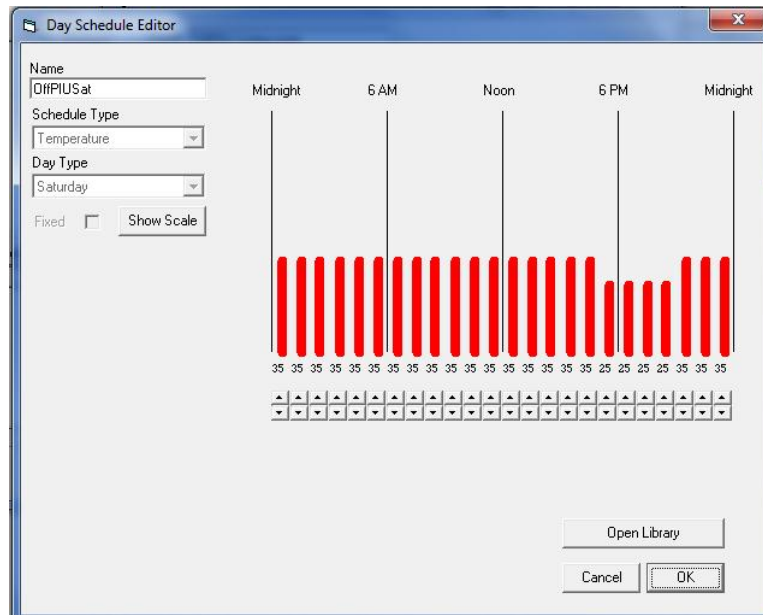 Day Schedule Editor
Name
OffPIUSat
Schedule Type
Temperature
Day Type
Saturday
Fixed
Show Scale
Midnight 6 AM Noon 6 PM Midnight
35 35 35 35 35 35 35 35 35 35 35 35 35 35 35 35 35 25 25 25 25 35 35 35
Open Library
Cancel OK